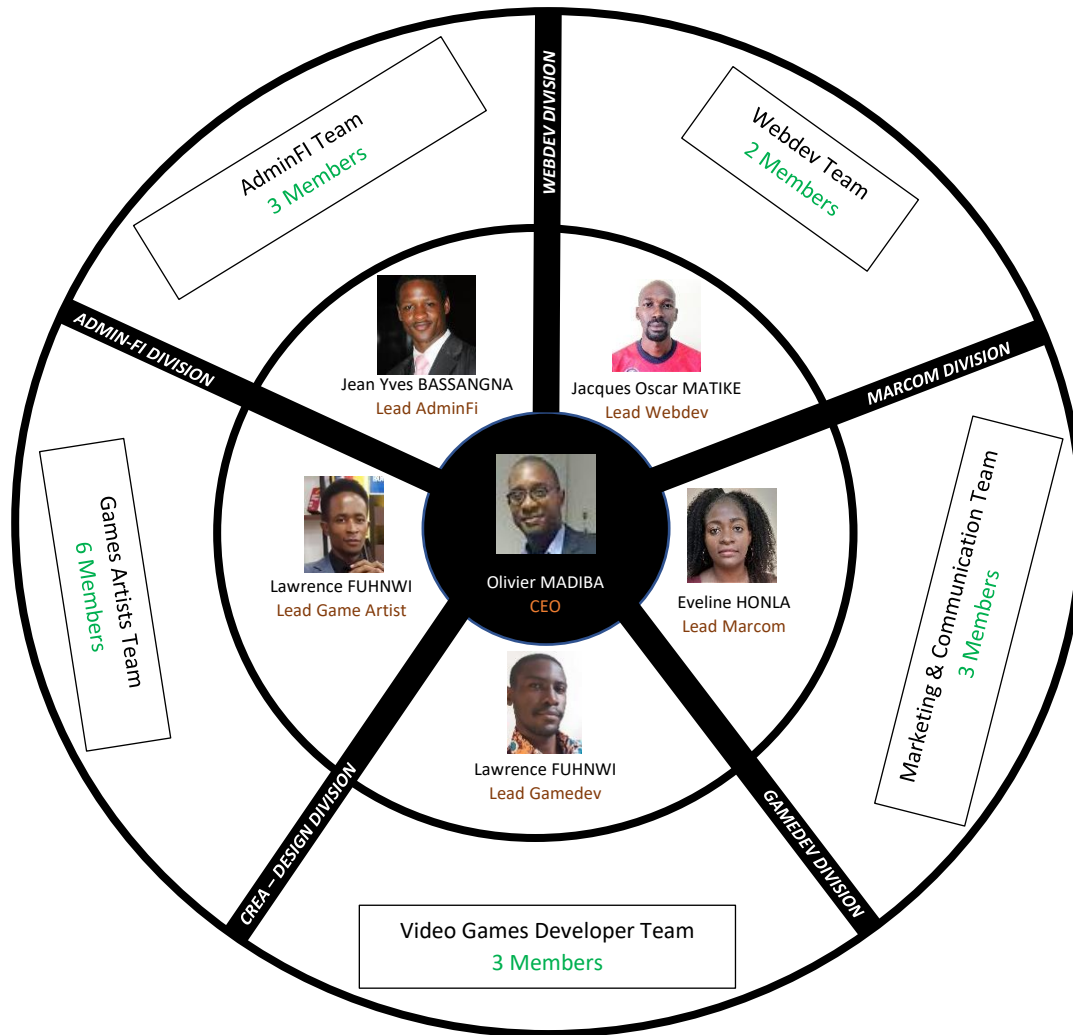 WEBDEV DIVISION
AdminFI Team
3 Members
Webdev Team
2 Members
ADMIN-FI DIVISION
MARCOM DIVISION
Jean Yves BASSANGNA
Lead AdminFi
Jacques Oscar MATIKE
Lead Webdev
Games Artists Team
6 Members
Lawrence FUHNWI
Lead Game Artist
Olivier MADIBA
CEO
Eveline HONLA
Lead Marcom
Marketing & Communication Team
3 Members
Lawrence FUHNWI
Lead Gamedev
CREA – DESIGN DIVISION
GAMEDEV DIVISION
Video Games Developer Team
3 Members